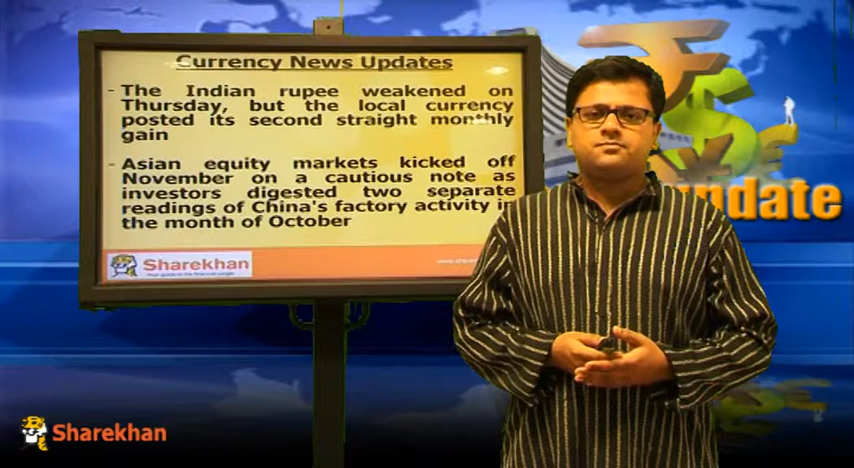 Currency News Updates
- The Indian rupee weakened on
Thursday, but the local currency
posted its second straight monthly
gain
- Asian equity markets kicked off
November on a cautious note as
investors digested two separate
readings of China's factory activity in
the month of October
Sharekhan
update
Sharekhan